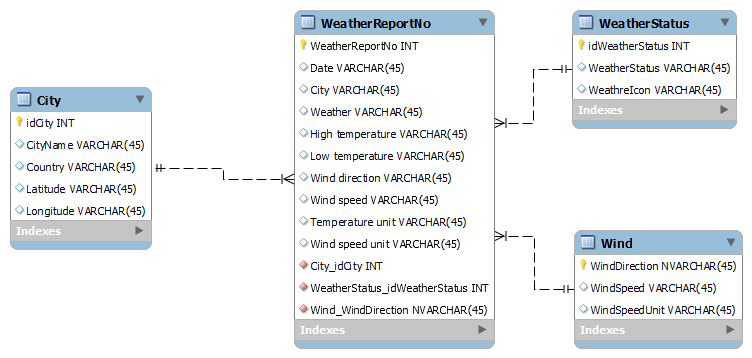 City
idCity INT
CityName VARCHAR(45)
Country VARCHAR(45)
Latitude VARCHAR(45)
Longitude VARCHAR(45)
Indexes
WeatherReportNo
WeatherReportNo INT
Date VARCHAR(45)
City VARCHAR(45)
Weather VARCHAR(45)
High temperature VARCHAR(45)
Low temperature VARCHAR(45)
Wind direction VARCHAR(45)
Wind speed VARCHAR(45)
Temperature unit VARCHAR(45)
Wind speed unit VARCHAR(45)
City_idCity INT
WeatherStatus_idWeatherStatus INT
Wind_WindDirection NVARCHAR(45)
Indexes
WeatherStatus
idWeatherStatus INT
WeatherStatus VARCHAR(45)
WeathreIcon VARCHAR(45)
Indexes
Wind
WindDirection NVARCHAR(45)
WindSpeed VARCHAR(45)
WindSpeedUnit VARCHAR(45)
Indexes